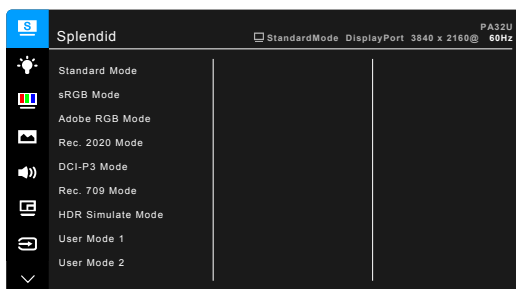 S
PA32U
Splendid
StandardMode DisplayPort 3840 x 2160@ 60Hz
Standard Mode
sRGB Mode
Adobe RGB Mode
Rec. 2020 Mode
DCI-P3 Mode
Rec. 709 Mode
HDR Simulate Mode
User Mode 1
User Mode 2